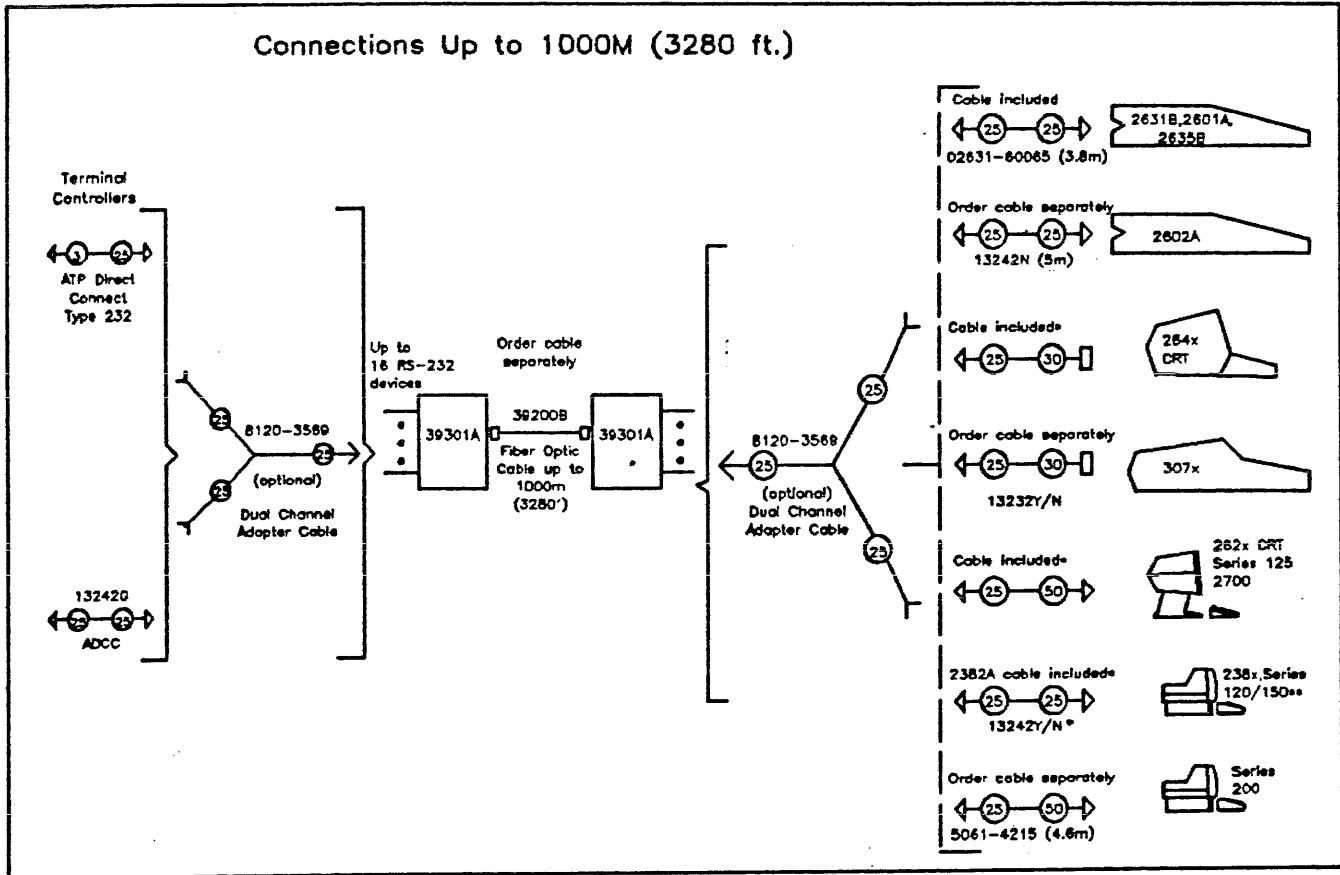 Connections Up to 1000M (3280 ft.)
Terminal
Controllers
3
25
ATP Direct
Connect
Type 232
13242G
25
25
ADCC
25
25
8120-3569
25
(optional)
Dual Channel
Adapter Cable
Up to
16 RS-232
devices
39301A
Order cable
separately
39200B
Fiber Optic
Cable up to
1000m
(3280')
39301A
8120-3569
25
(optional)
Dual Channel
Adapter Cable
25
25
Cable included
25
25
02631-60065 (3.8m)
2631B,2601A,
2635B
Order cable separately
25
25
13242N (5m)
2602A
Cable included*
25
30
264x
CRT
Order cable separately
25
30
13232Y/N
307x
Cable included*
25
50
262x CRT
Series 125
2700
2382A cable included*
25
25
13242Y/N*
238x,Series
120/150**
Order cable separately
25
50
5061-4215 (4.6m)
Series
200